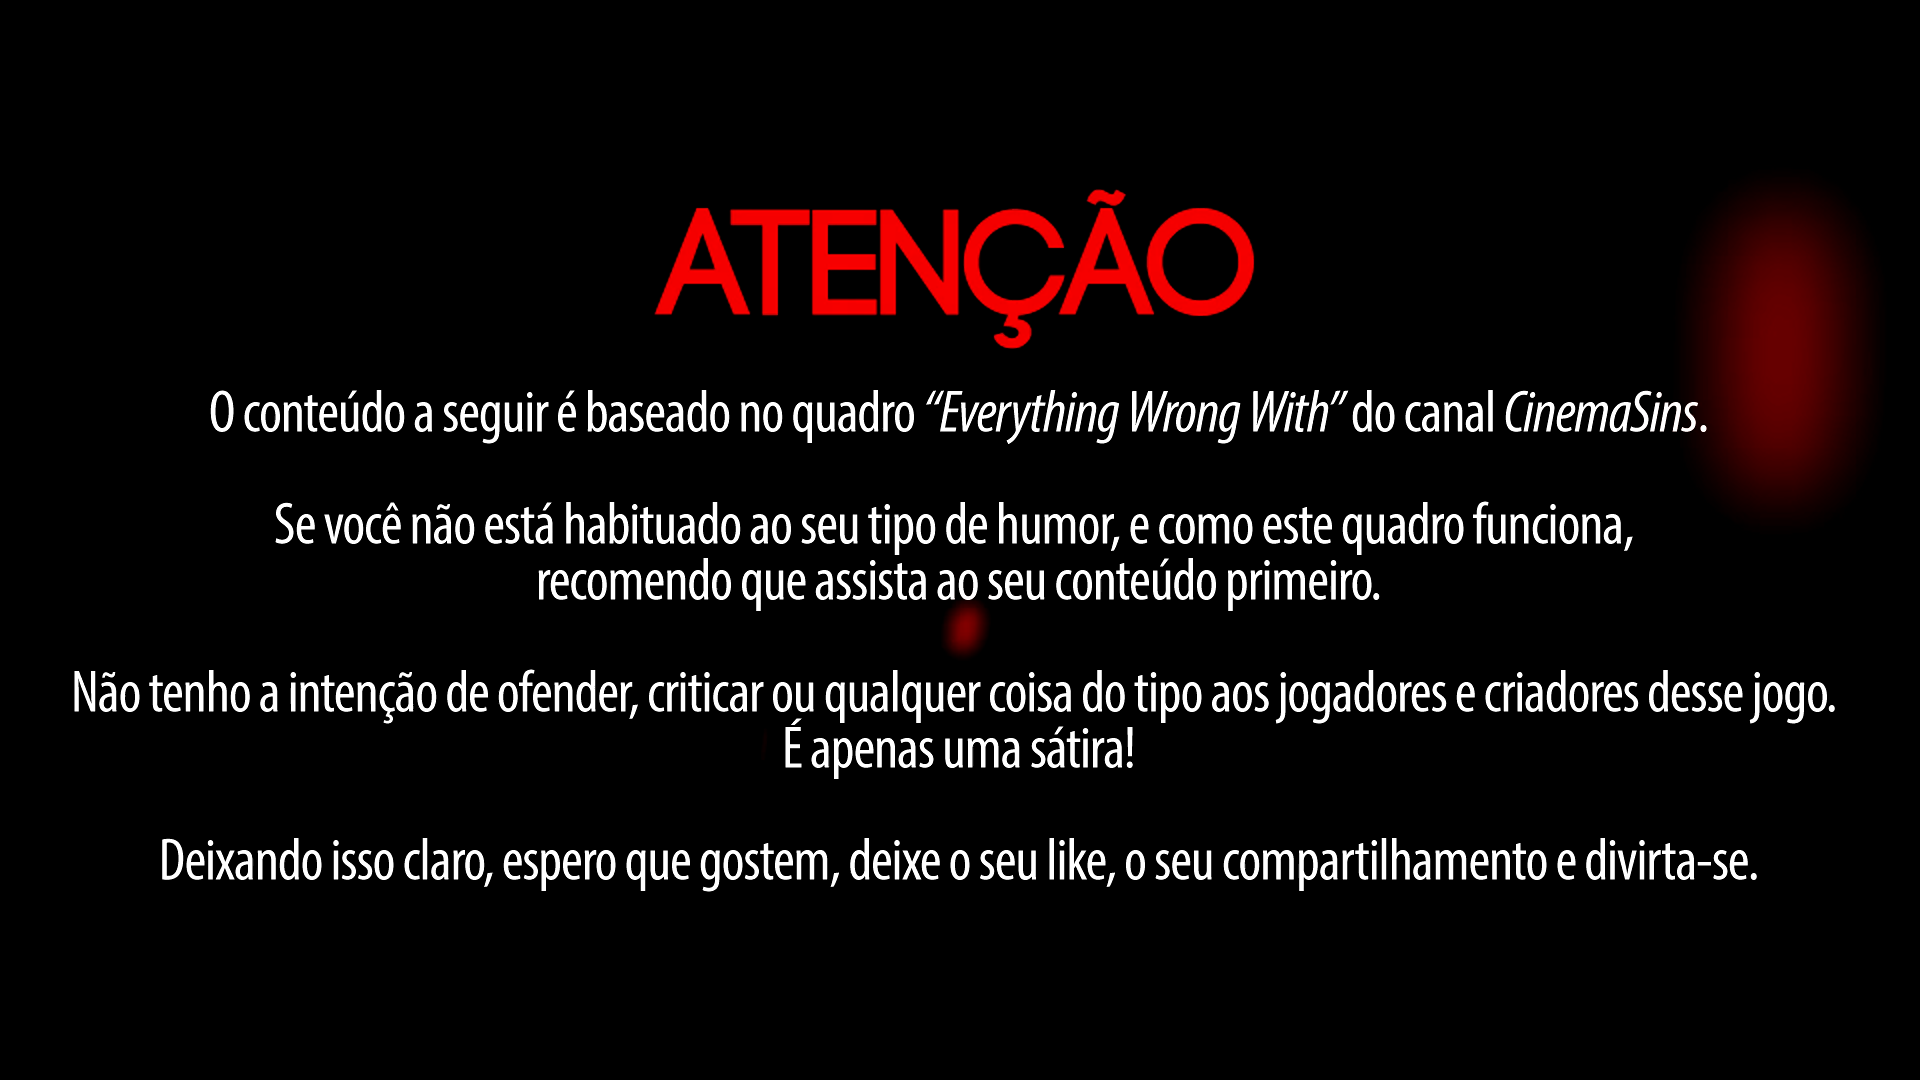 ATENÇÃO
O conteúdo a seguir é baseado no quadro “Everything Wrong With” do canal CinemaSins.
Se você não está habituado ao seu tipo de humor, e como este quadro funciona,
recomendo que assista ao seu conteúdo primeiro.
Não tenho a intenção de ofender, criticar ou qualquer coisa do tipo aos jogadores e criadores desse jogo.
É apenas uma sátira!
Deixando isso claro, espero que gostem, deixe o seu like, o seu compartilhamento e divirta-se.